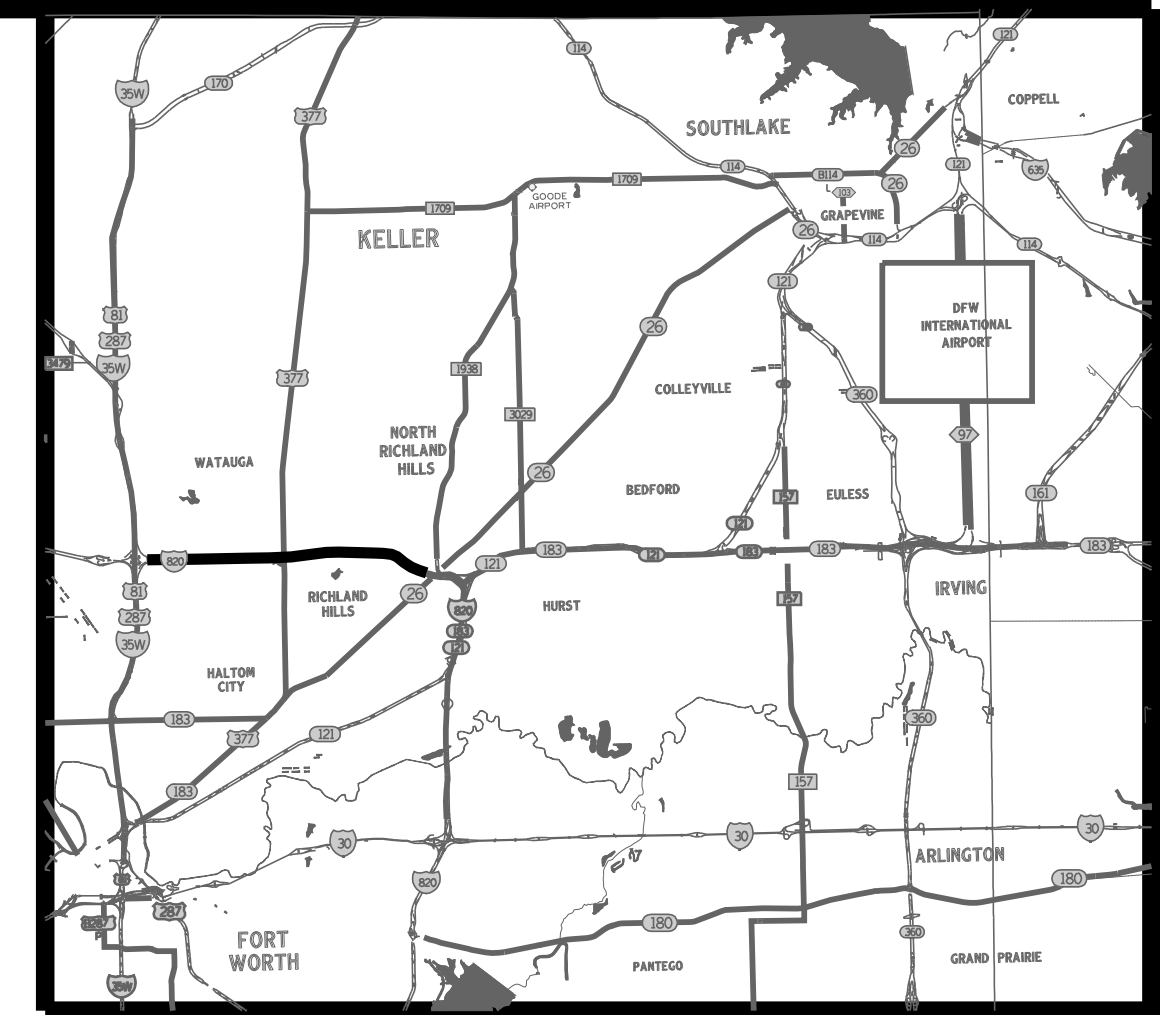 121
114
170
35W
COPPELL
377
SOUTHLAKE
26
121
114
635
B114
1709
26
103
L
GOODE
AIRPORT
1709
GRAPEVINE
26
KELLER
114
114
121
81
DFW
INTERNATIONAL
AIRPORT
26
287
35W
1938
377
COLLEYVILLE
360
3029
NORTH
RICHLAND
HILLS
97
WATAUGA
26
BEDFORD
EULESS
161
157
121
183
121
183
183
183
820
121
81
26
RICHLAND
HILLS
IRVING
157
HURST
820
287
183
35W
121
HALTOM
CITY
183
360
121
377
157
183
30
30
30
ARLINGTON
820
180
287
180
B287
360
FORT
WORTH
PANTEGO
GRAND PRAIRIE
35W